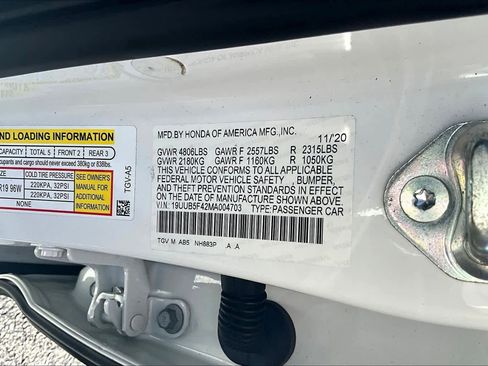 ND LOADING INFORMATION
CAPACITY TOTAL 5 FRONT 2 REAR 3
upants and cargo should never exceed 380kg or 838lbs.
COLD TIRE PRESSURE
R19 96W 220KPA, 32PSI
220KPA, 32PSI
NONE
SEE OWNER'S
MANUAL FOR
ADDITIONAL
INFORMATION
TGV-A5
MFD.BY HONDA OF AMERICA MFG.,INC. 11/20
GVWR 4806LBS GAWR F 2557LBS R 2315LBS
GVWR 2180KG GAWR F 1160KG R 1050KG
THIS VEHICLE CONFORMS TO ALL APPLICABLE
FEDERAL MOTOR VEHICLE SAFETY , BUMPER,
AND THEFT PREVENTION STANDARDS IN
EFFECT ON THE DATE OF MANUFACTURE SHOWN
ABOVE.
V.I.N: 19UUB5F42MA004703 TYPE:PASSENGER CAR
TGV M AB5 NH883P .A .A